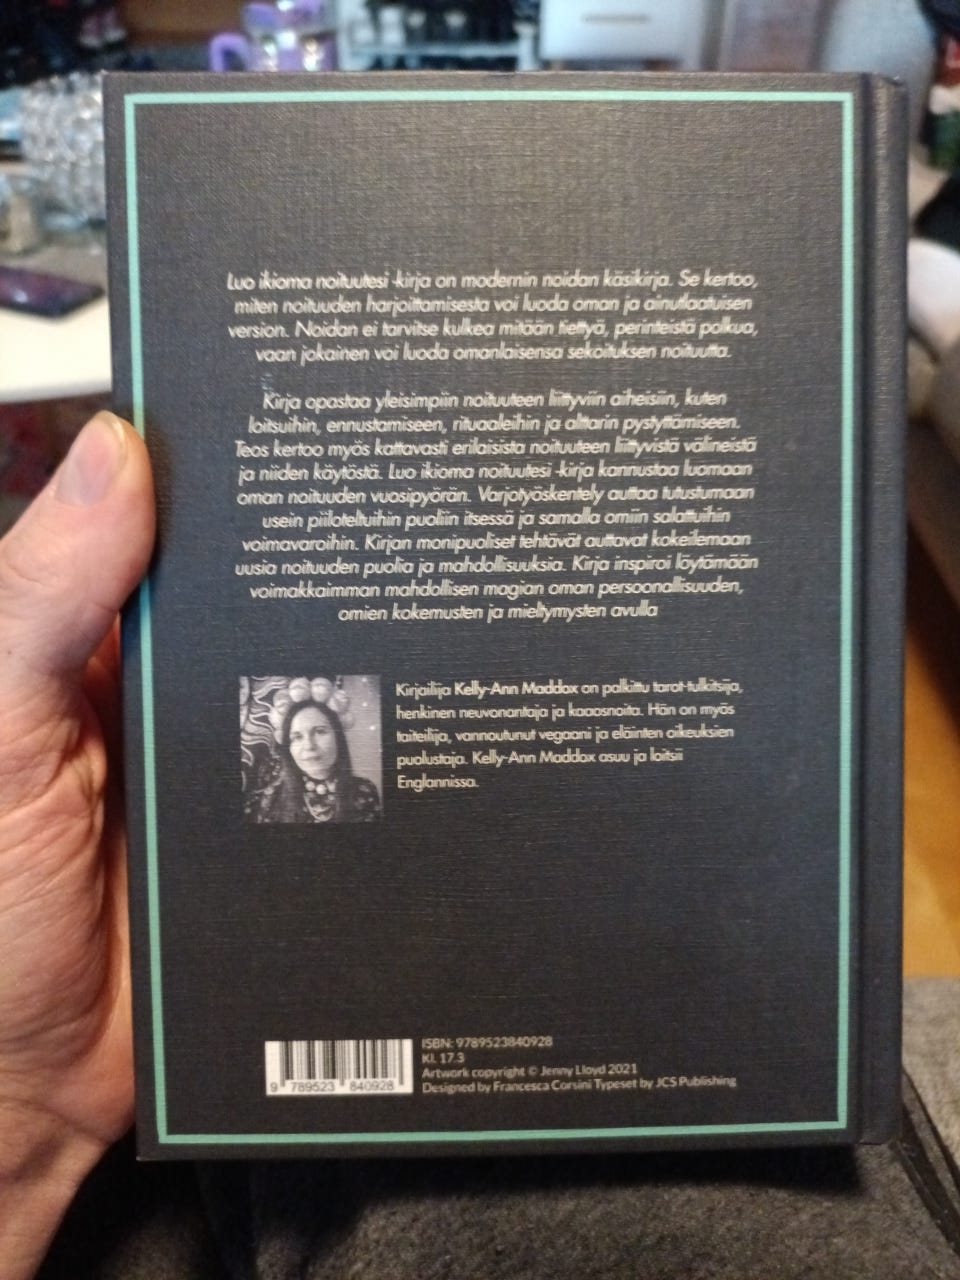 Luo ikioma noituutesi -kirja on modernin noidan käsikirja. Se kertoo,
miten noituuden harjoittamisesta voi luoda oman ja ainutlaatuisen
version. Noidan ei tarvitse kulkea mitään tiettyä, perinteistä polkua,
vaan jokainen voi luoda omanlaisensa sekoituksen noituutta.
Kirja opastaa yleisimpiin noituuteen liittyviin aiheisiin, kuten
loitsuihin, ennustamiseen, rituaaleihin ja alttarin pystyttämiseen.
Teos kertoo myös kattavasti erilaisista noituuteen liittyvistä välineistä
ja niiden käytöstä. Luo ikioma noituutesi -kirja kannustaa luomaan
oman noituuden vuosipyörän. Varjotyöskentely auttaa tutustumaan
usein piiloteltuihin puoliin itsessä ja samalla omiin salattuihin
voimavaroihin. Kirjan monipuoliset tehtävät auttavat kokeilemaan
uusia noituuden puolia ja mahdollisuuksia. Kirja inspiroi löytämään
voimakkaimman mahdollisen magian oman persoonallisuuden,
omien kokemusten ja mieltymysten avulla
Kirjailija Kelly-Ann Maddox on palkittu tarot-tulkitsija,
henkinen neuvonantaja ja kaaosnoita. Hän on myös
taiteilija, vannoutunut vegaani ja eläinten oikeuksien
puolustaja. Kelly-Ann Maddox asuu ja loitsii
Englannissa.
ISBN: 9789523840928
Kl. 17.3
Artwork copyright © Jenny Lloyd 2021
Designed by Francesca Corsini Typeset by JCS Publishing
9 789523 840928